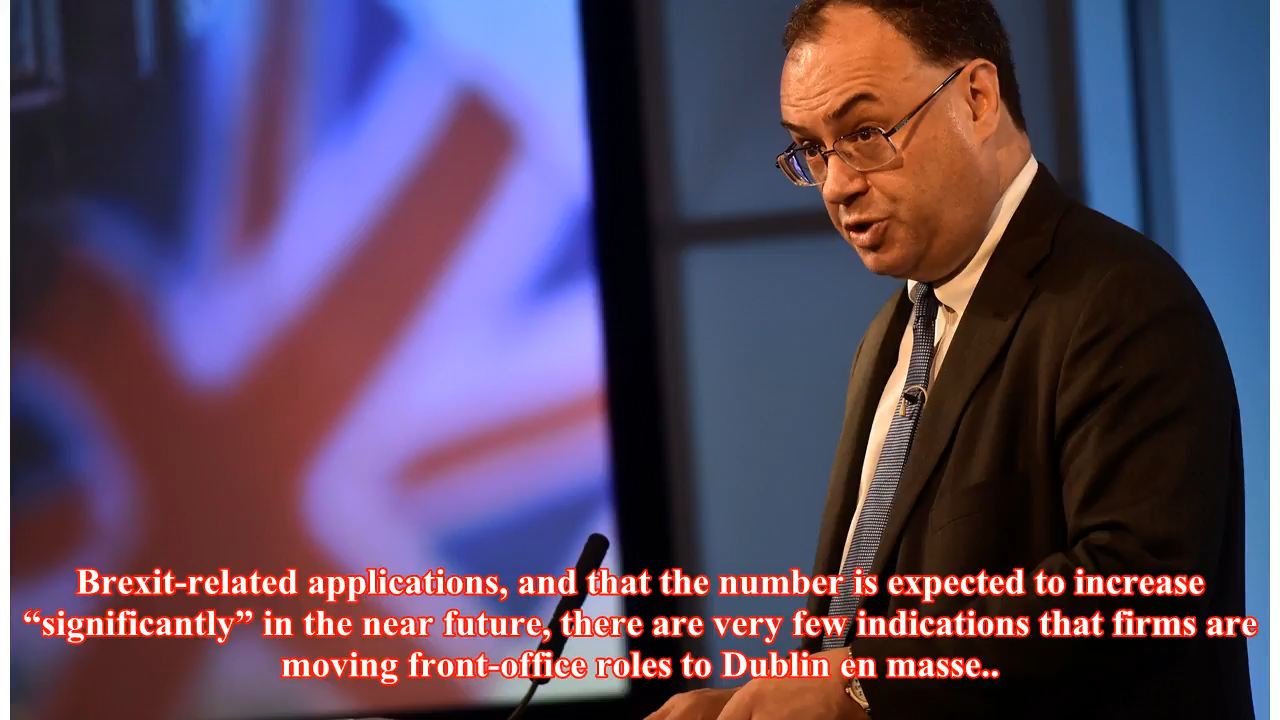 Brexit-related applications, and that the number is expected to increase
“significantly” in the near future, there are very few indications that firms are
moving front-office roles to Dublin en masse..